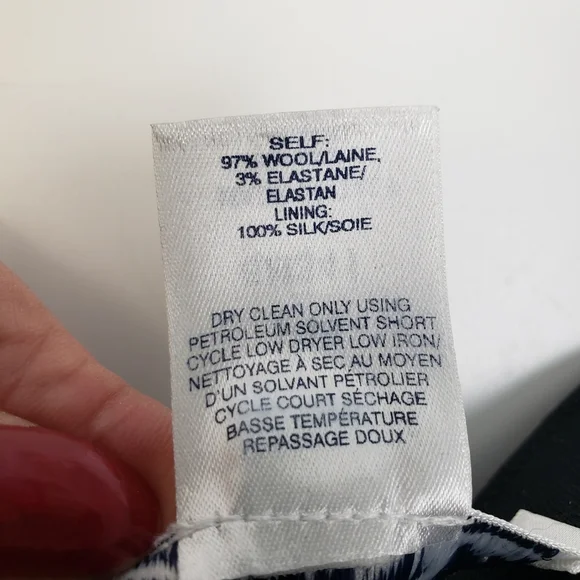 SELF:
97% WOOL/LAINE,
3% ELASTANE/
ELASTAN
LINING:
100% SILK/SOIE
DRY CLEAN ONLY USING
PETROLEUM SOLVENT SHORT
CYCLE LOW DRYER LOW IRON/
NETTOYAGE À SEC AU MOYEN
D'UN SOLVANT PÉTROLIER
CYCLE COURT SÉCHAGE
BASSE TEMPÉRATURE
REPASSAGE DOUX